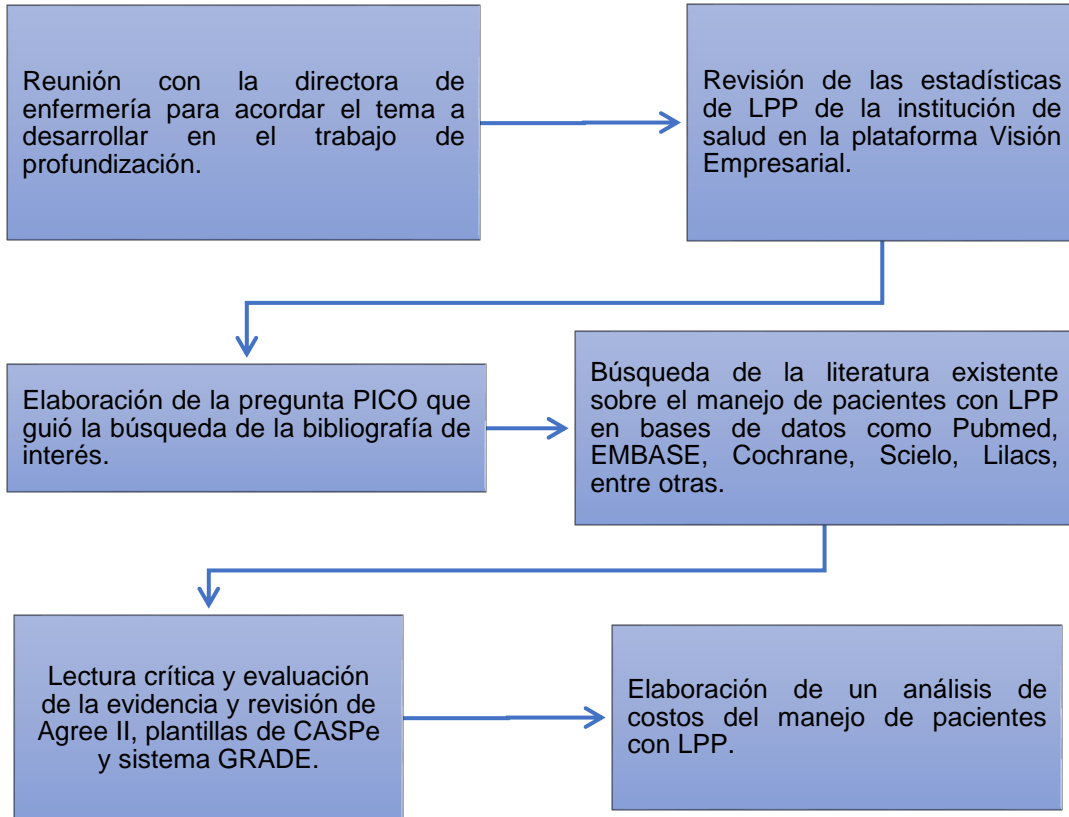 Reunión con la directora de
enfermería para acordar el tema a
desarrollar en el trabajo de
profundización.
Revisión de las estadísticas
de LPP de la institución de
salud en la plataforma Visión
Empresarial.
Elaboración de la pregunta PICO que
guió la búsqueda de la bibliografía de
interés.
Búsqueda de la literatura existente
sobre el manejo de pacientes con LPP
en bases de datos como Pubmed,
EMBASE, Cochrane, Scielo, Lilacs,
entre otras.
Lectura crítica y evaluación
de la evidencia y revisión de
Agree II, plantillas de CASPe
y sistema GRADE.
Elaboración de un análisis de
costos del manejo de pacientes
con LPP.